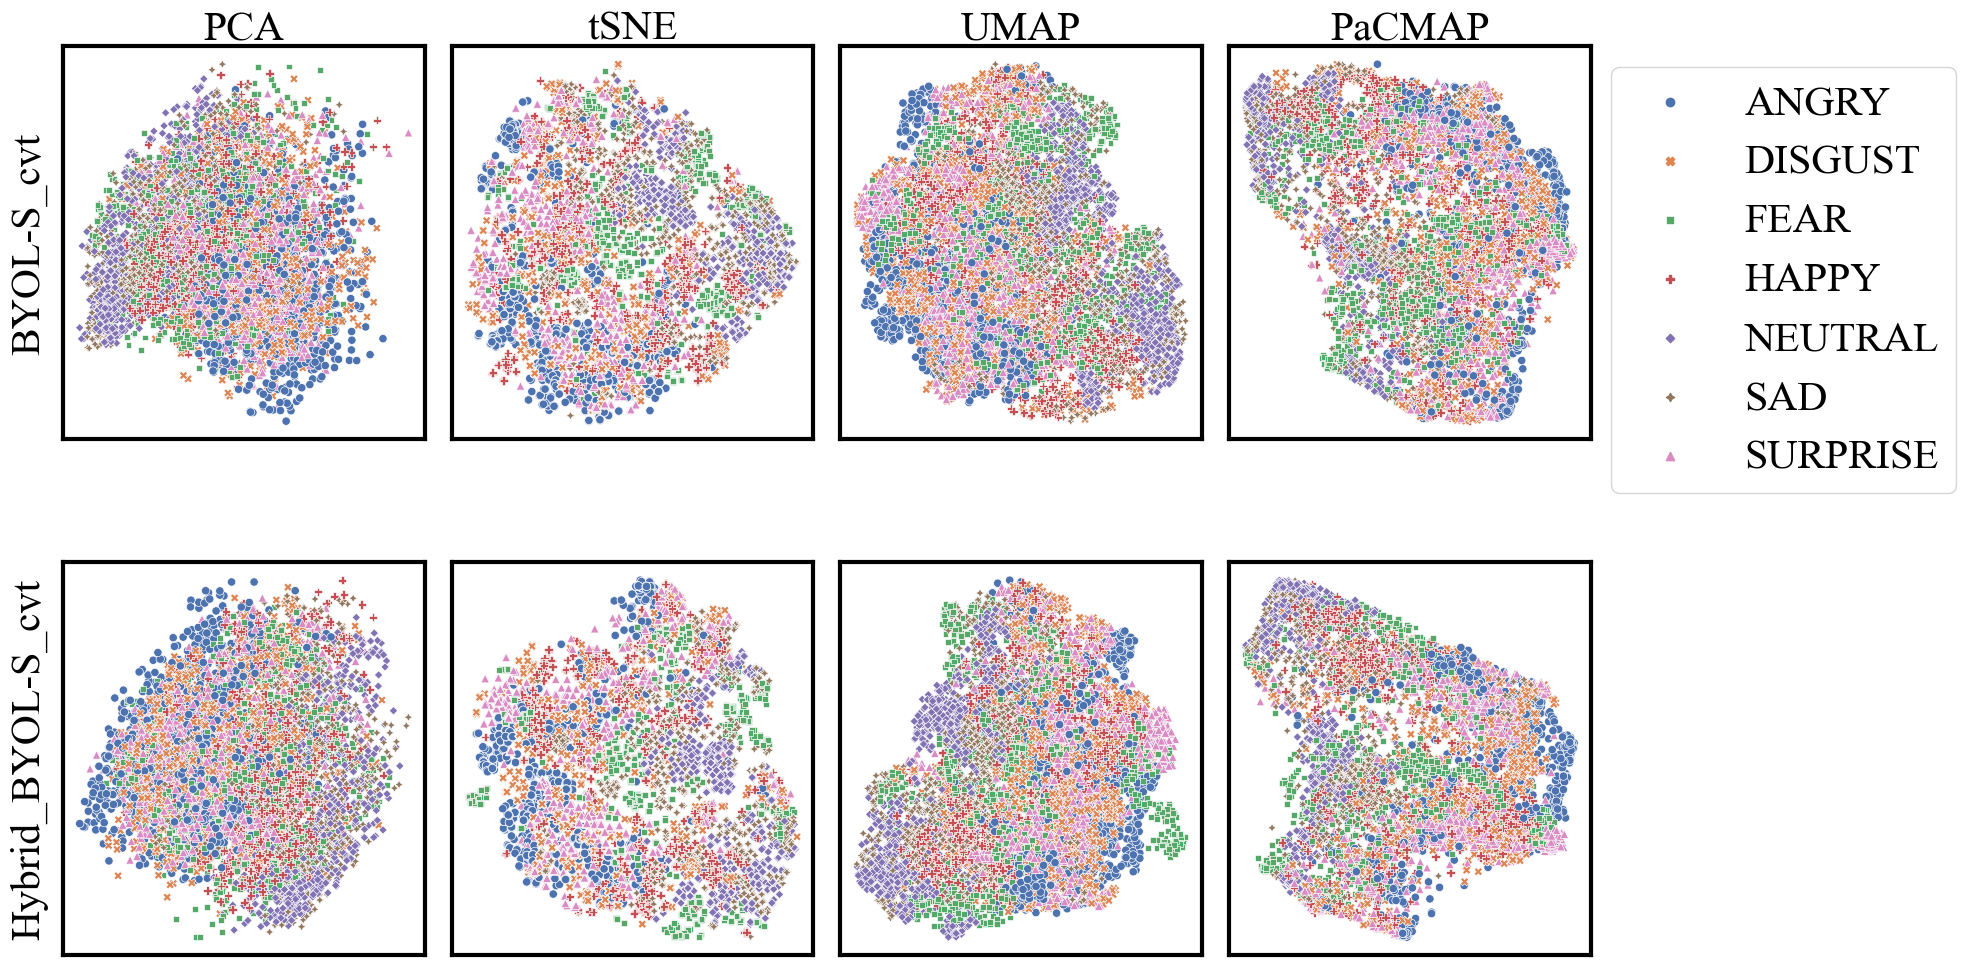 PCA
tSNE
UMAP
PaCMAP
BYOL-S_cvt
ANGRY
DISGUST
FEAR
HAPPY
NEUTRAL
SAD
SURPRISE
Hybrid_BYOL-S_cvt